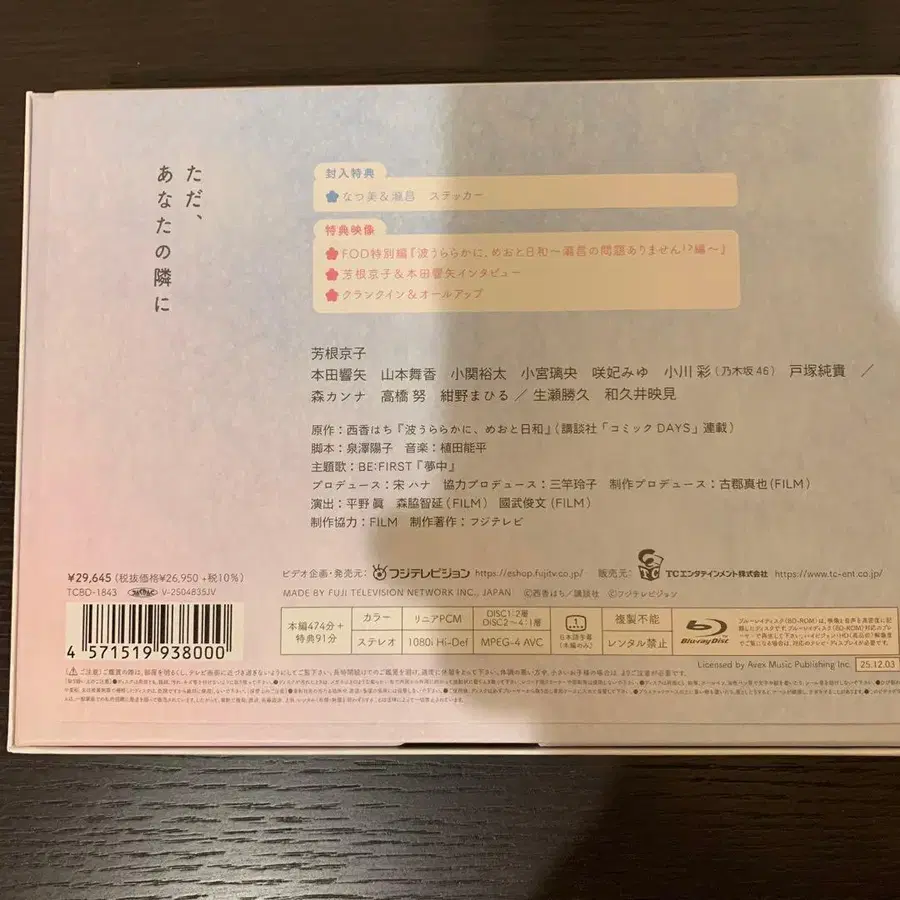 ただ、
あなたの隣に
封入特典
なつ美&瀧昌 ステッカー
特典映像
FOD特別編『波うららかに、めおと日和~瀧昌の問題ありません!?編~』
芳根京子&本田響矢インタビュー
クランクイン&オールアップ
芳根京子
本田響矢 山本舞香 小関裕太 小宮璃央 咲妃みゆ 小川 彩(乃木坂46) 戸塚純貴 /
森カンナ 高橋 努 紺野まひる / 生瀬勝久 和久井映見
原作:西香はち『波うららかに、めおと日和』(講談社「コミックDAYS」連載)
脚本:泉澤陽子 音楽:植田能平
主題歌:BE:FIRST『夢中』
プロデュース:宋 ハナ 協力プロデュース:三竿玲子 制作プロデュース:古郡真也(FILM)
演出:平野 眞 森脇智延(FILM) 國武俊文(FILM)
制作協力:FILM 制作著作:フジテレビ
¥29,645 (税抜価格¥26,950+税10%)
TCBD-1843 V-2504835JV
4 571519 938000
ビデオ企画・発売元: フジテレビジョン https://eshop.fujitv.co.jp/ 販売元: TC TCエンタテインメント株式会社 https://www.tc-ent.co.jp/
MADE BY FUJI TELEVISION NETWORK INC., JAPAN ©西香はち/講談社 ©フジテレビジョン
本編474分+
特典91分
カラー
ステレオ
リニアPCM
1080i Hi-Def
DISC1:2層
DISC2~4:1層
MPEG-4 AVC
1
日本語字幕
(本編のみ)
複製不能
レンタル禁止
Blu-ray Disc
Licensed by Avex Music Publishing Inc. 25.12.03